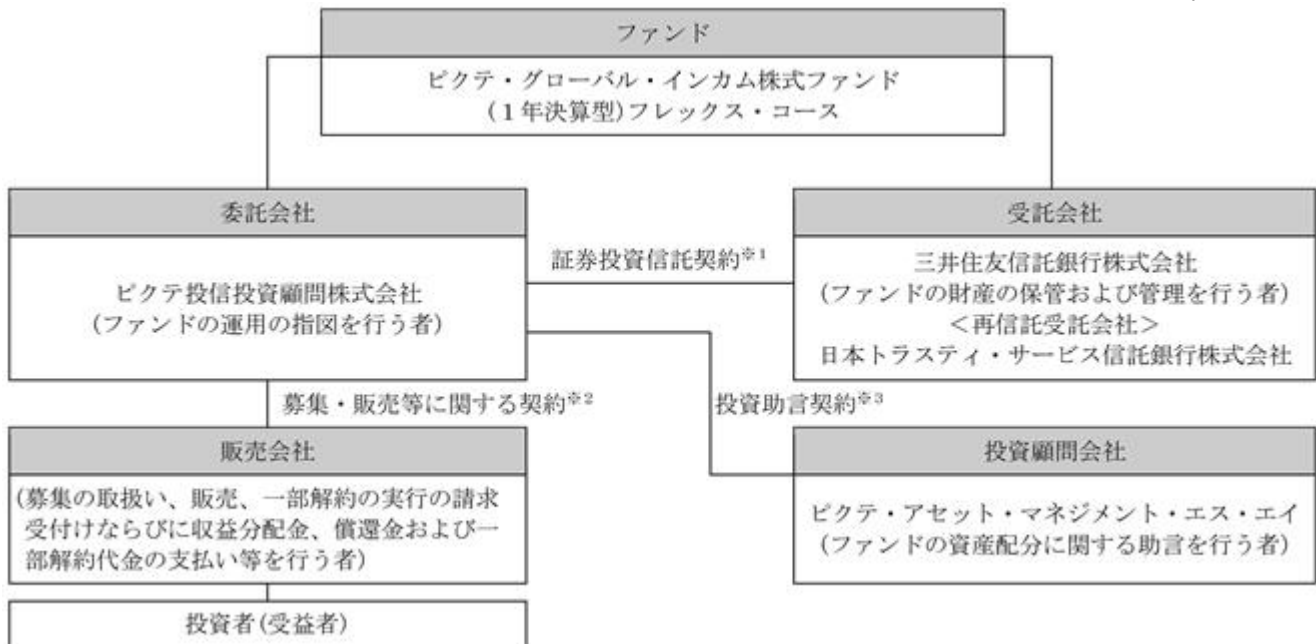 ファンド
ピクテ・グローバル・インカム株式ファンド
(1年決算型)フレックス・コース
委託会社
ピクテ投信投資顧問株式会社
(ファンドの運用の指図を行う者)
証券投資信託契約※1
受託会社
三井住友信託銀行株式会社
(ファンドの財産の保管および管理を行う者)
<再信託受託会社>
日本トラスティ・サービス信託銀行株式会社
募集・販売等に関する契約※2
投資助言契約※3
販売会社
(募集の取扱い、販売、一部解約の実行の請求
受付けならびに収益分配金、償還金および一
部解約代金の支払い等を行う者)
投資顧問会社
ピクテ・アセット・マネジメント・エス・エイ
(ファンドの資産配分に関する助言を行う者)
投資者(受益者)